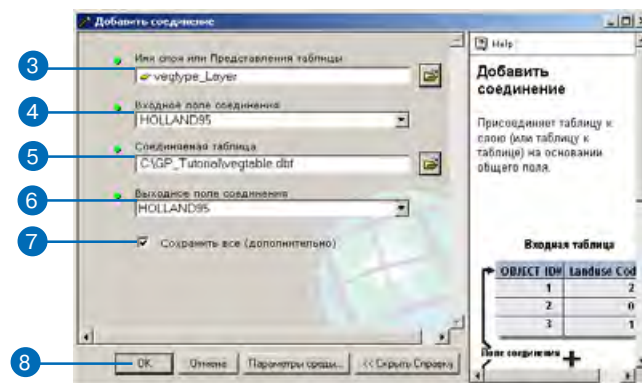 Добавить соединение
3
Имя слоя или Представления таблицы
vegtype_Layer
4
Входное поле соединения
HOLLAND95
5
Соединяемая таблица
C:\GP_Tutorial\vegtable.dbf
6
Выходное поле соединения
HOLLAND95
7
Сохранить все (дополнительно)
8
OK
Отмена
Параметры среды...
<< Скрыть Справку
Help
Добавить
соединение
Присоединяет таблицу к
слою (или таблицу к
таблице) на основании
общего поля.
Входная таблица
OBJECT ID# Landuse Cod
1 2
2 0
3 1
Поле соединения